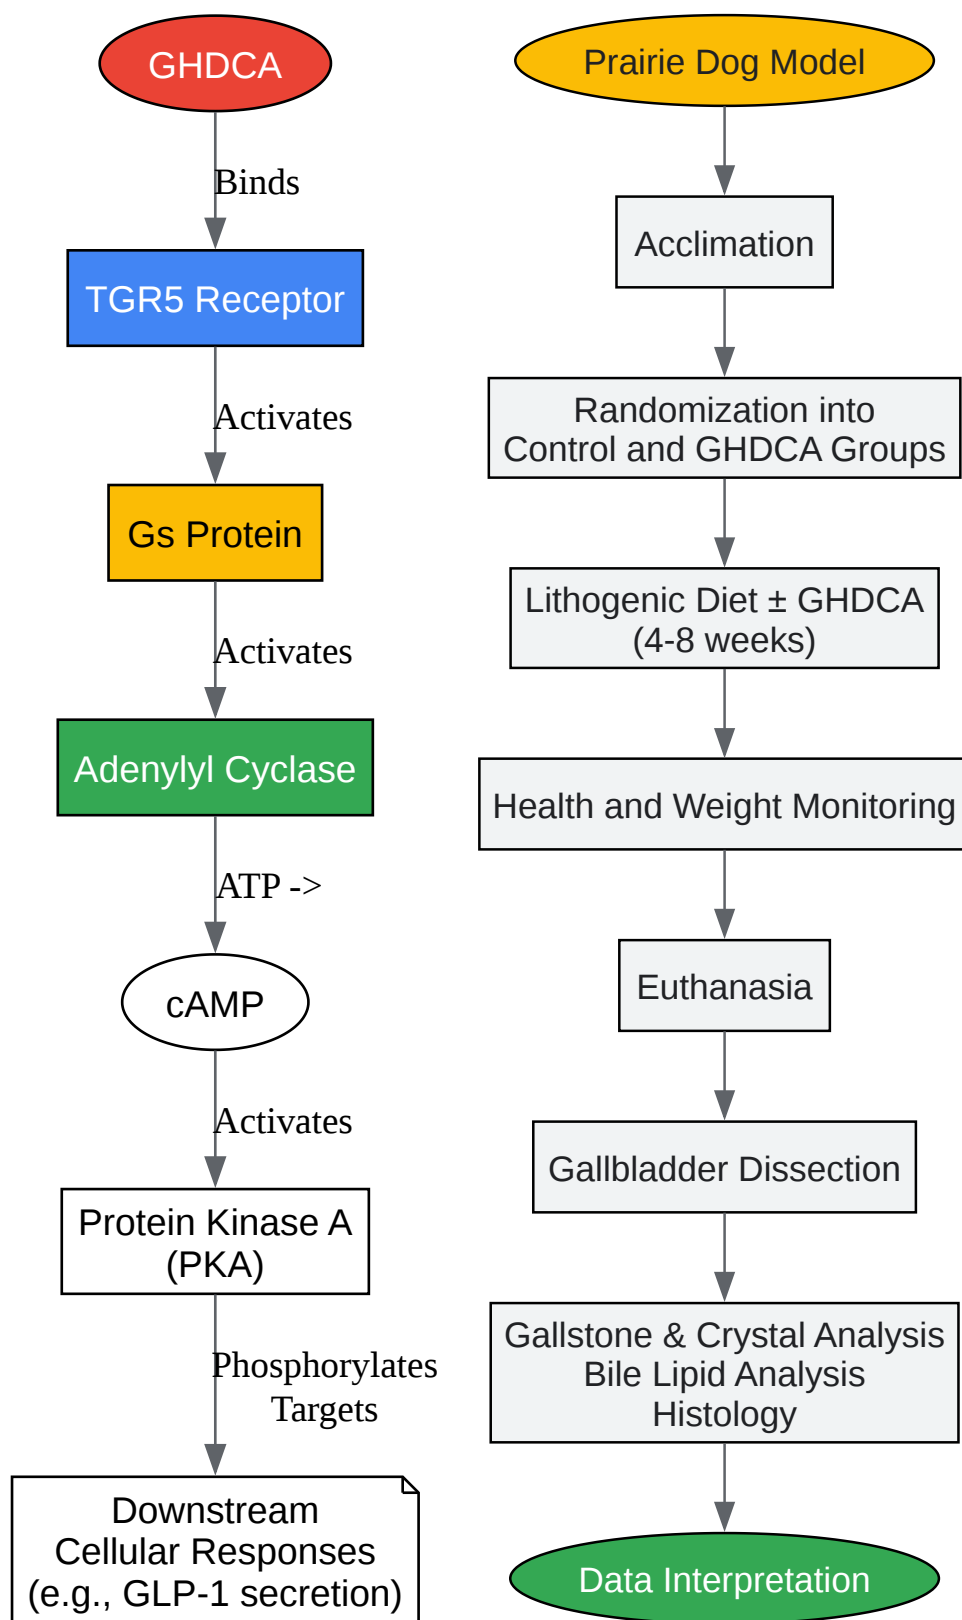 GHDCA
Binds
TGR5 Receptor
Activates
Gs Protein
Activates
Adenylyl Cyclase
ATP ->
cAMP
Activates
Protein Kinase A
(PKA)
Phosphorylates
Targets
Downstream
Cellular Responses
(e.g., GLP-1 secretion)
Prairie Dog Model
Acclimation
Randomization into
Control and GHDCA Groups
Lithogenic Diet ± GHDCA
(4-8 weeks)
Health and Weight Monitoring
Euthanasia
Gallbladder Dissection
Gallstone & Crystal Analysis
Bile Lipid Analysis
Histology
Data Interpretation